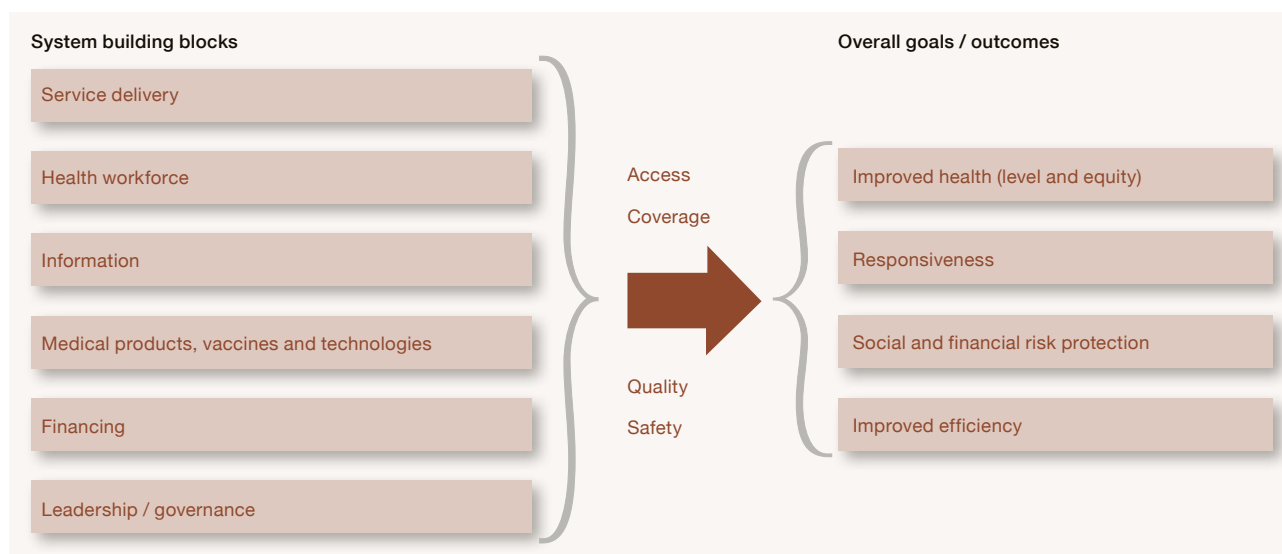 System building blocks
Service delivery
Health workforce
Information
Medical products, vaccines and technologies
Financing
Leadership / governance
Access
Coverage
Quality
Safety
Overall goals / outcomes
Improved health (level and equity)
Responsiveness
Social and financial risk protection
Improved efficiency